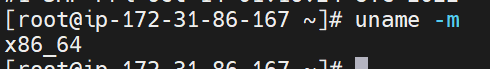 [root@ip-172-31-86-167 ~]# uname -m
x86_64
[root@ip-172-31-86-167 ~]#